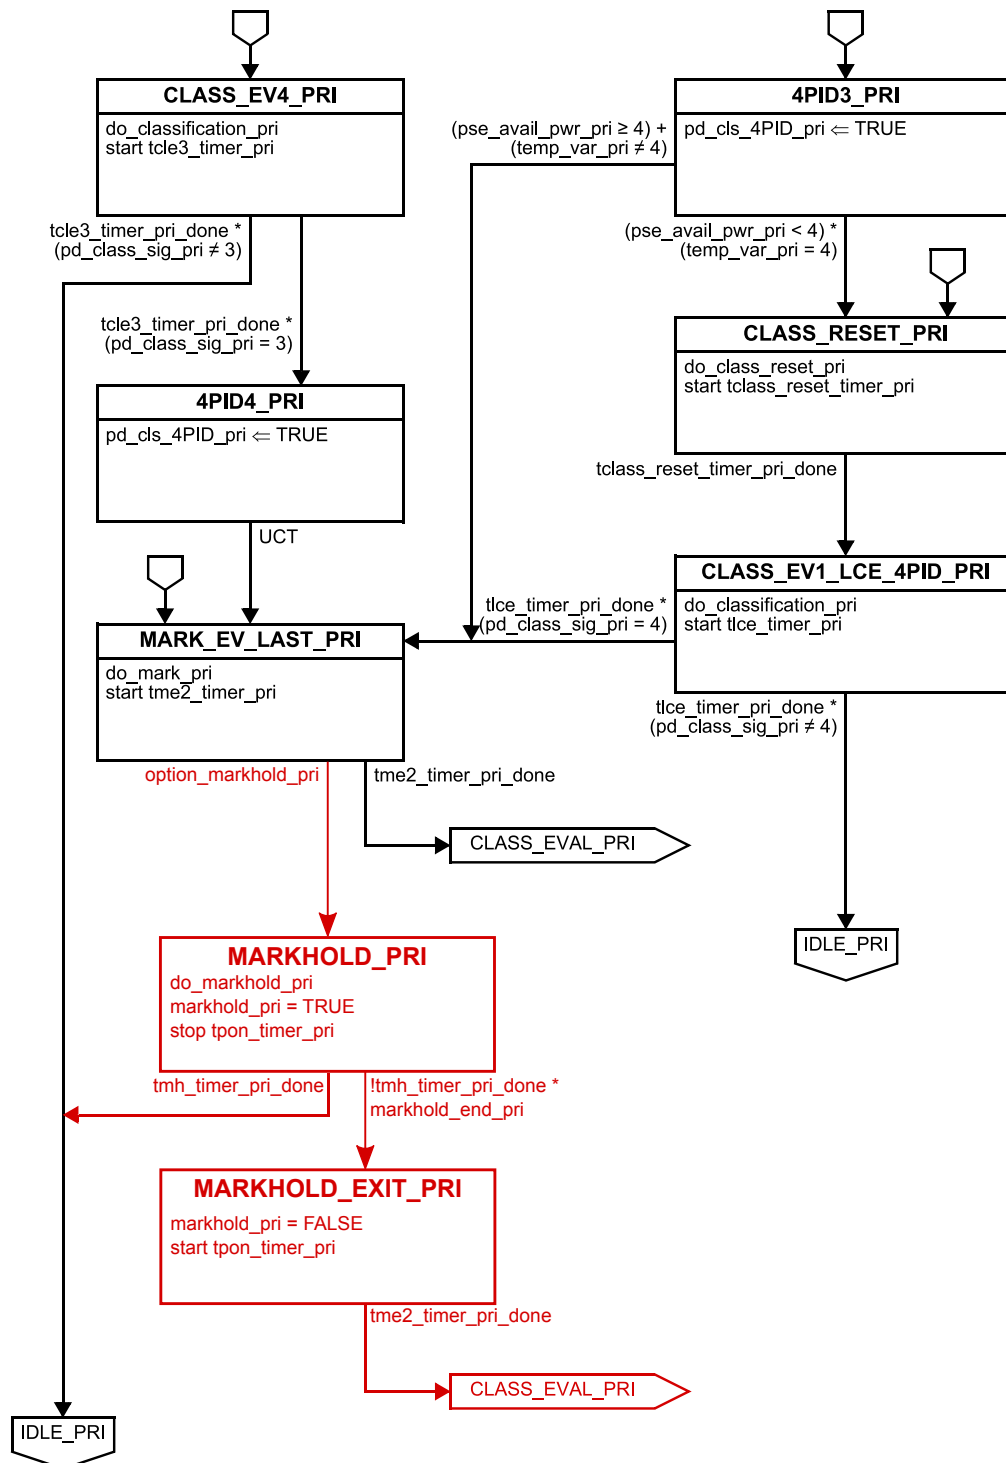 CLASS_EV4_PRI
do_classification_pri
start tcle3_timer_pri
tcle3_timer_pri_done *
(pd_class_sig_pri ≠ 3)
tcle3_timer_pri_done *
(pd_class_sig_pri = 3)
4PID4_PRI
pd_cls_4PID_pri ⇐ TRUE
UCT
MARK_EV_LAST_PRI
do_mark_pri
start tme2_timer_pri
option_markhold_pri
tme2_timer_pri_done
CLASS_EVAL_PRI
MARKHOLD_PRI
do_markhold_pri
markhold_pri = TRUE
stop tpon_timer_pri
tmh_timer_pri_done
!tmh_timer_pri_done *
markhold_end_pri
MARKHOLD_EXIT_PRI
markhold_pri = FALSE
start tpon_timer_pri
tme2_timer_pri_done
CLASS_EVAL_PRI
IDLE_PRI
4PID3_PRI
pd_cls_4PID_pri ⇐ TRUE
(pse_avail_pwr_pri ≥ 4) +
(temp_var_pri ≠ 4)
(pse_avail_pwr_pri < 4) *
(temp_var_pri = 4)
CLASS_RESET_PRI
do_class_reset_pri
start tclass_reset_timer_pri
tclass_reset_timer_pri_done
CLASS_EV1_LCE_4PID_PRI
do_classification_pri
start tlce_timer_pri
tlce_timer_pri_done *
(pd_class_sig_pri = 4)
tlce_timer_pri_done *
(pd_class_sig_pri ≠ 4)
IDLE_PRI